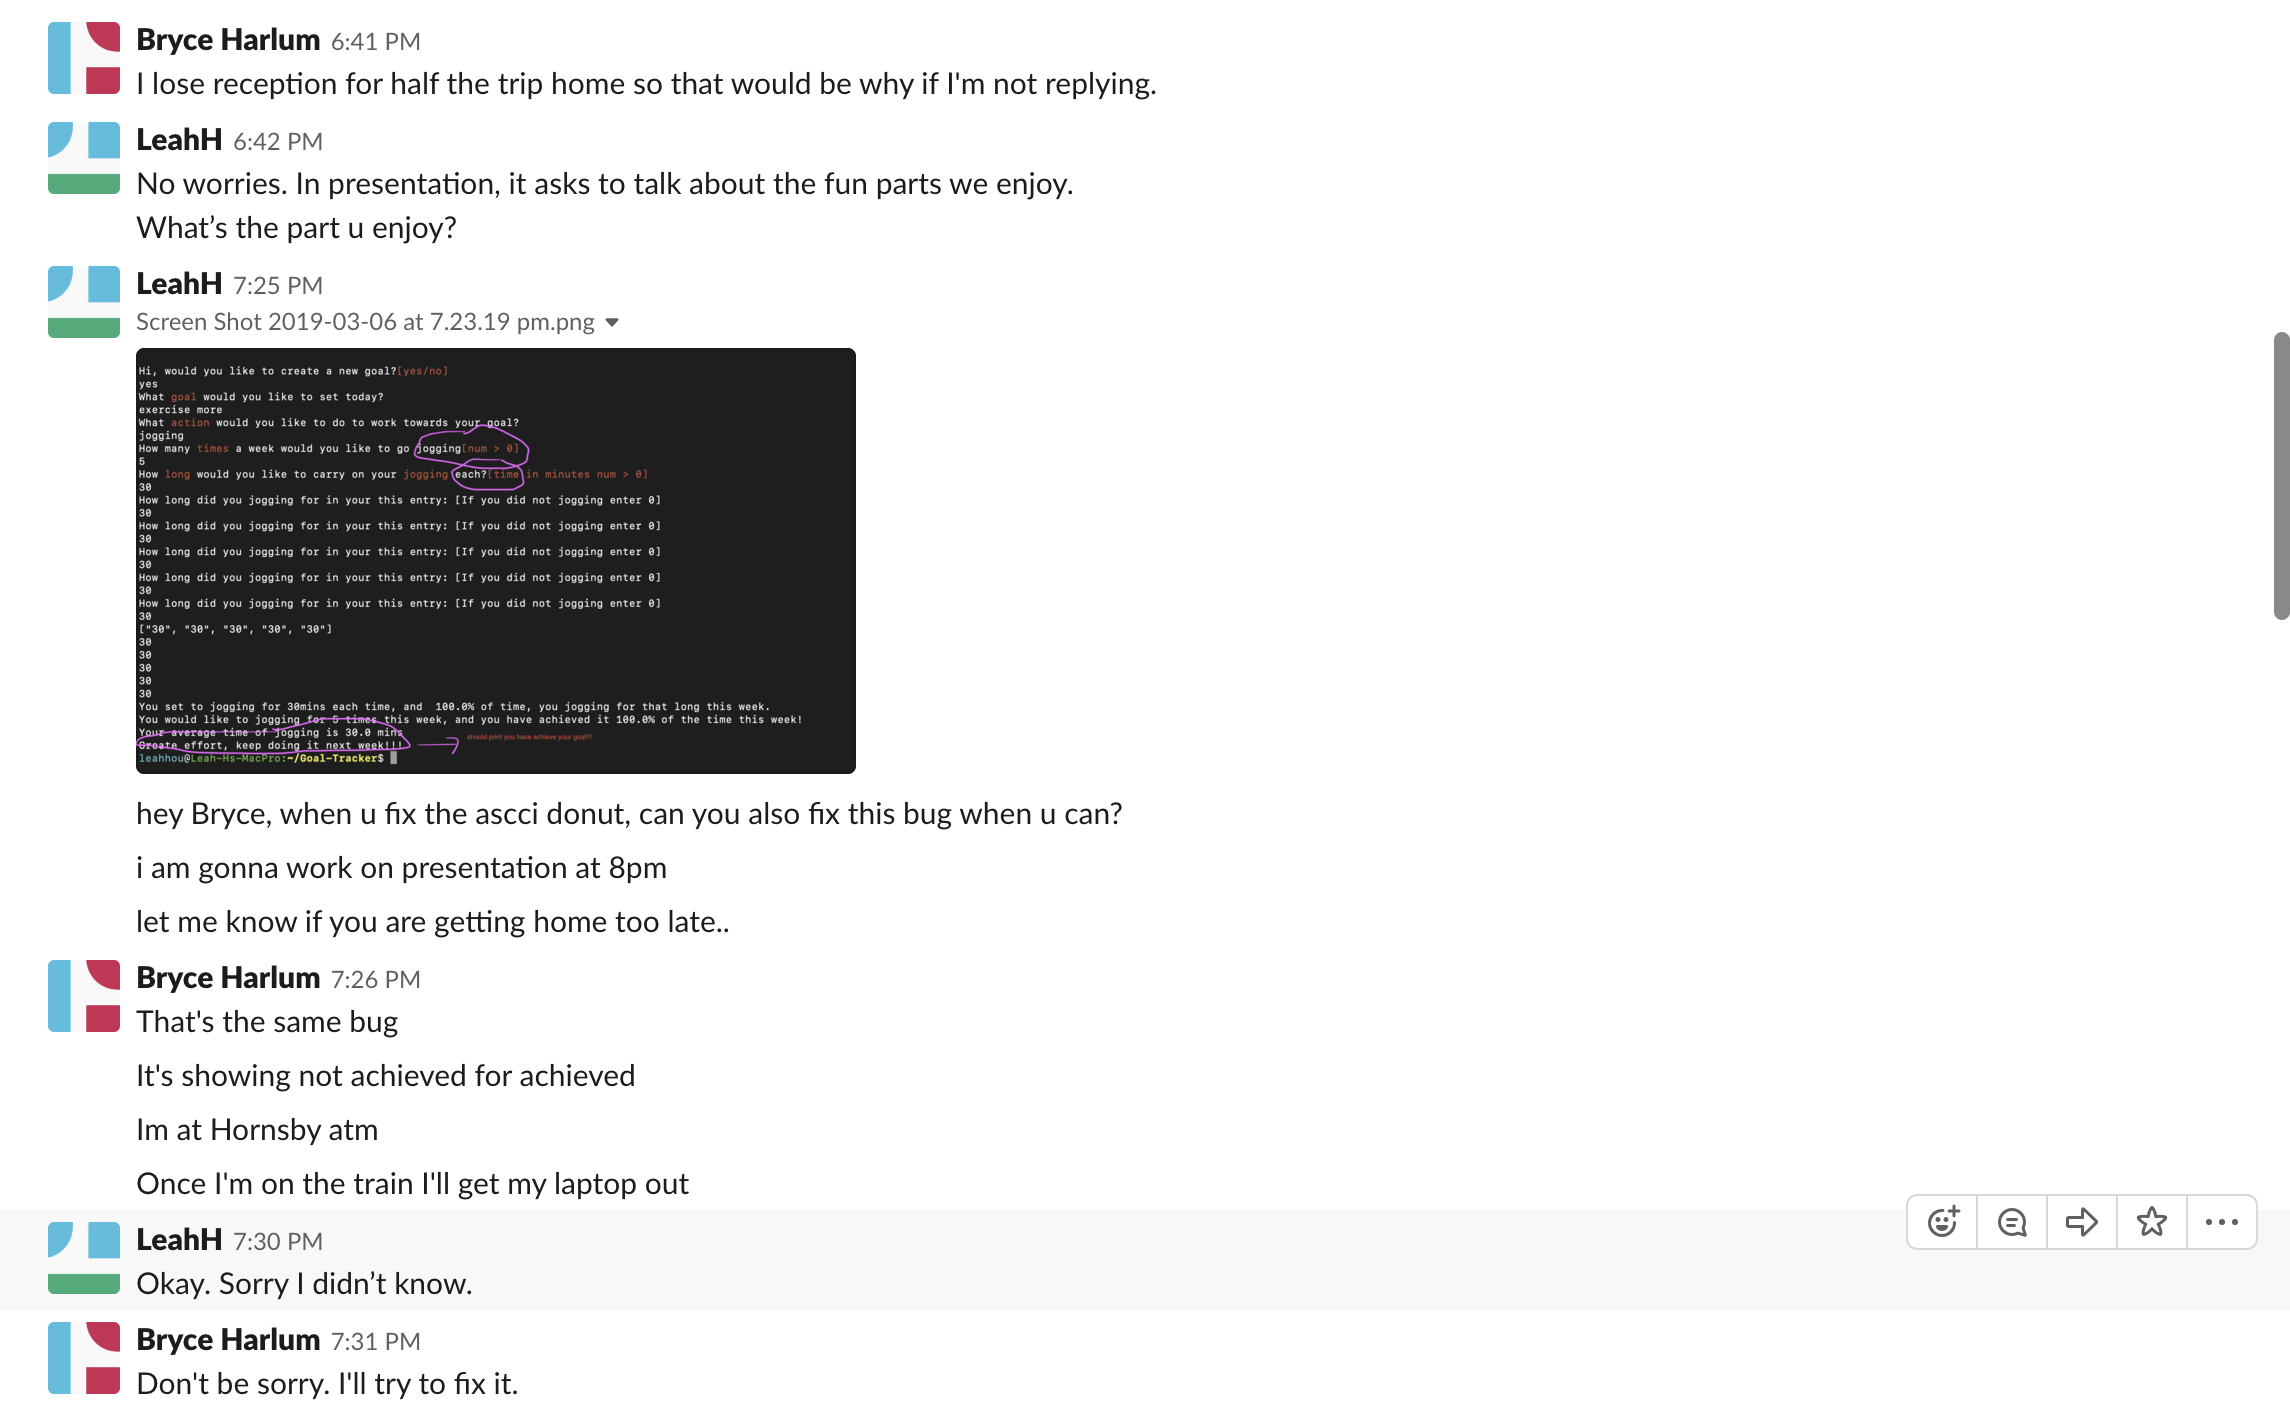 Bryce Harlum 6:41 PM
I lose reception for half the trip home so that would be why if I'm not replying.
LeahH 6:42 PM
No worries. In presentation, it asks to talk about the fun parts we enjoy.
What's the part u enjoy?
LeahH 7:25 PM
Screen Shot 2019-03-06 at 7.23.19 pm.png
Hi, would you like to create a new goal?[yes/no]
yes
What goal would you like to set today?
exercise more
What action would you like to do to work towards your goal?
jogging
How many times a week would you like to go jogging[num > 0]
5
How long would you like to carry on your jogging each?[time in minutes num > 0]
30
How long did you jogging for in your this entry: [If you did not jogging enter 0]
30
How long did you jogging for in your this entry: [If you did not jogging enter 0]
30
How long did you jogging for in your this entry: [If you did not jogging enter 0]
30
How long did you jogging for in your this entry: [If you did not jogging enter 0]
30
How long did you jogging for in your this entry: [If you did not jogging enter 0]
30
["30", "30", "30", "30", "30"]
30
30
30
30
30
You set to jogging for 30mins each time, and  100.0% of time, you jogging for that long this week.
You would like to jogging for 5 times this week, and you have achieved it 100.0% of the time this week!
Your average time of jogging is 30.0 mins
Greate effort, keep doing it next week!!!
should print you hace achieve your goal!!!
leahhou@Leah-Hs-MacPro:~/Goal-Tracker$
hey Bryce, when u fix the ascci donut, can you also fix this bug when u can?
i am gonna work on presentation at 8pm
let me know if you are getting home too late..
Bryce Harlum 7:26 PM
That's the same bug
It's showing not achieved for achieved
Im at Hornsby atm
Once I'm on the train I'll get my laptop out
LeahH 7:30 PM
Okay. Sorry I didn't know.
Bryce Harlum 7:31 PM
Don't be sorry. I'll try to fix it.